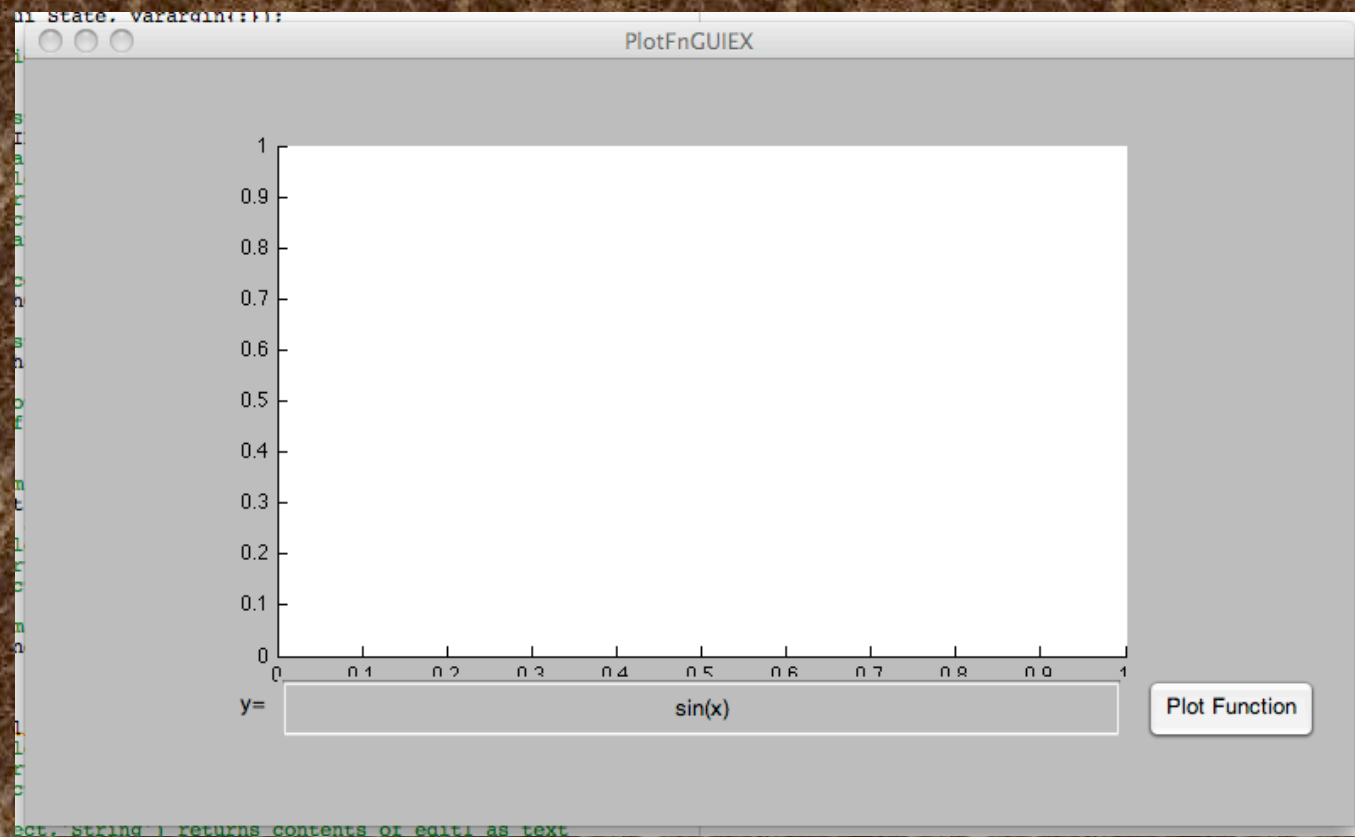 ui State, varargin{:});
PlotFnGUIEX
1
0.9
0.8
0.7
0.6
0.5
0.4
0.3
0.2
0.1
0
0 0.1 0.2 0.3 0.4 0.5 0.6 0.7 0.8 0.9 1
y= sin(x) Plot Function
ect,'String') returns contents of edit1 as text